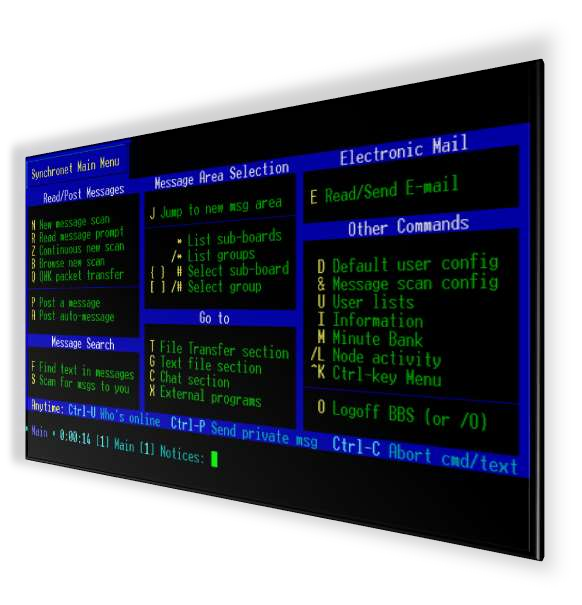 Synchronet Main Menu
Read/Post Messages
N New message scan
R Read message prompt
Z Continuous new scan
B Browse new scan
Q QWK packet transfer
P Post a message
A Post auto-message
Message Search
F Find text in messages
S Scan for msgs to you
Message Area Selection
J Jump to new msg area
* List sub-boards
/* List groups
{ } # Select sub-board
[ ] /# Select group
Go to
T File Transfer section
G Text file section
C Chat section
X External programs
Electronic Mail
E Read/Send E-mail
Other Commands
D Default user config
& Message scan config
U User lists
I Information
M Minute Bank
/L Node activity
^K Ctrl-key Menu
O Logoff BBS (or /O)
Anytime: Ctrl-U Who's online Ctrl-P Send private msg Ctrl-C Abort cmd/text
• Main • 0:00:14 [1] Main [1] Notices: